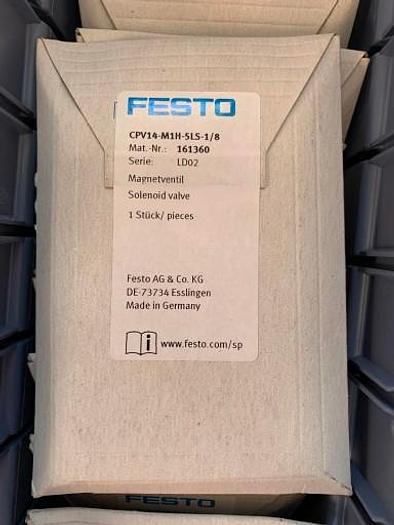 FESTO
CPV14-M1H-5LS-1/8
Mat.-Nr.: 161360
Serie: LD02
Magnetventil
Solenoid valve
1 Stück/ pieces
Festo AG & Co. KG
DE-73734 Esslingen
Made in Germany
www.festo.com/sp
FESTO